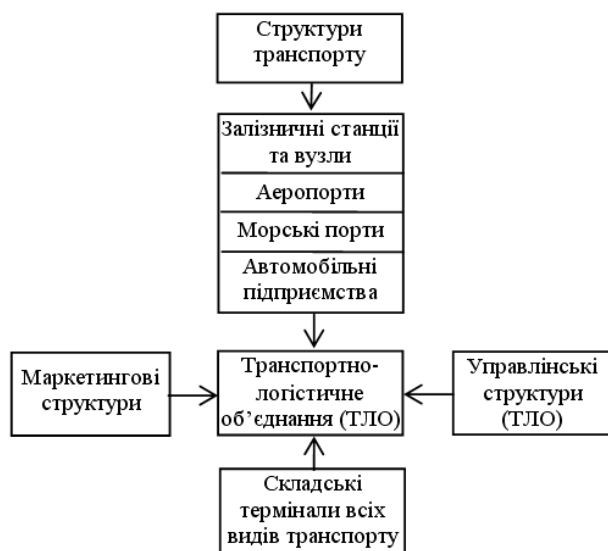 Структури
транспорту
Залізничні станції
та вузли
Аеропорти
Морські порти
Автомобільні
підприємства
Маркетингові
структури
Транспортно-
логістичне
об’єднання (ТЛО)
Управлінські
структури
(ТЛО)
Складські
термінали всіх
видів транспорту